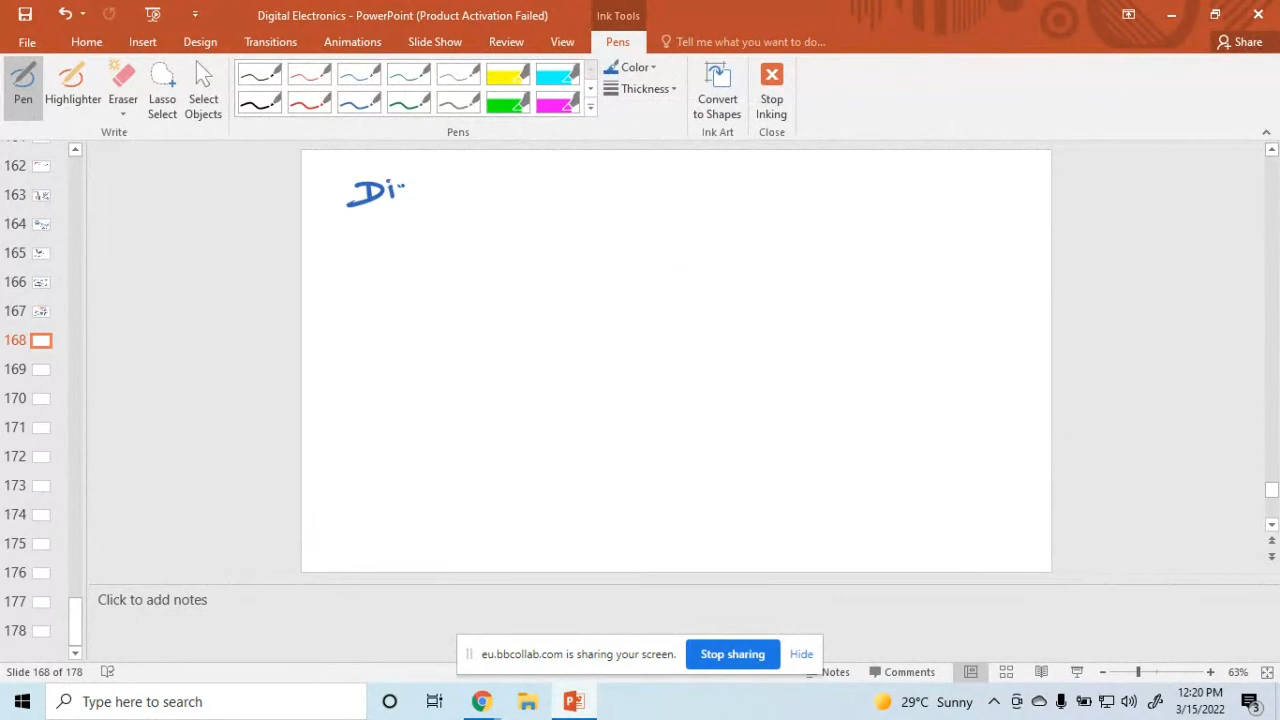 Digital Electronics - PowerPoint (Product Activation Failed)
Ink Tools
File Home Insert Design Transitions Animations Slide Show Review View Pens Tell me what you want to do... Share
Pen Highlighter Eraser Lasso Select Select Objects
Color
Thickness
Convert to Shapes
Stop Inking
Write Pens Ink Art Close
162
163
164
165
166
167
168
169
170
171
172
173
174
175
176
177
178
Di
Click to add notes
eu.bbcollab.com is sharing your screen. Stop sharing Hide
Slide 168 of 178 Notes Comments 63%
Type here to search
29°C Sunny
12:20 PM
3/15/2022
3